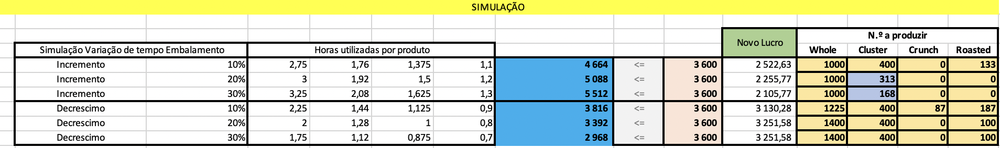 SIMULAÇÃO
Novo Lucro N.º a produzir
Simulação Variação de tempo Embalamento Horas utilizadas por produto Whole Cluster Crunch Roasted
Incremento 10% 2,75 1,76 1,375 1,1 4 664 <= 3 600 2 522,63 1000 400 0 133
Incremento 20% 3 1,92 1,5 1,2 5 088 <= 3 600 2 255,77 1000 313 0 0
Incremento 30% 3,25 2,08 1,625 1,3 5 512 <= 3 600 2 105,77 1000 168 0 0
Decrescimo 10% 2,25 1,44 1,125 0,9 3 816 <= 3 600 3 130,28 1225 400 87 187
Decrescimo 20% 2 1,28 1 0,8 3 392 <= 3 600 3 251,58 1400 400 0 100
Decrescimo 30% 1,75 1,12 0,875 0,7 2 968 <= 3 600 3 251,58 1400 400 0 100